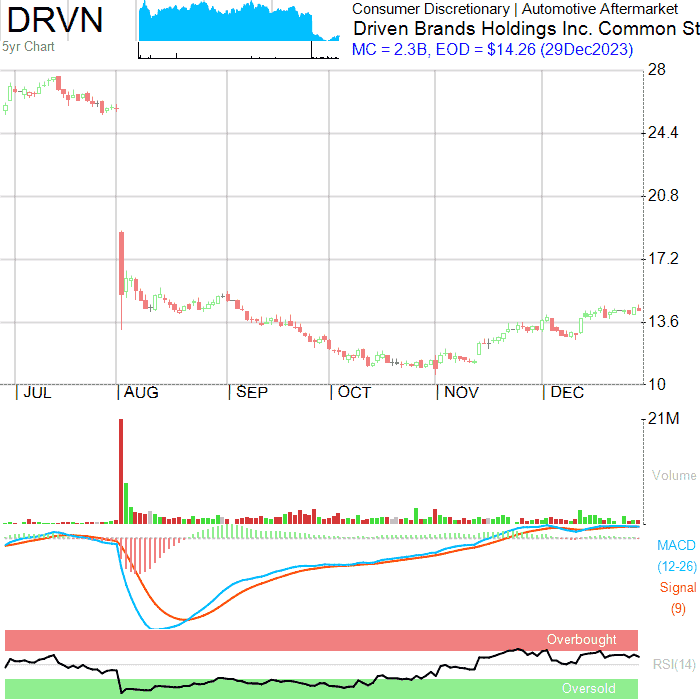 DRVN
5yr Chart
Consumer Discretionary | Automotive Aftermarket
Driven Brands Holdings Inc. Common St
MC = 2.3B, EOD = $14.26 (29Dec2023)
28
24.4
20.8
17.2
13.6
10
| JUL | AUG | SEP | OCT | NOV | DEC
21M
Volume
MACD
(12-26)
Signal
(9)
Overbought
RSI(14)
Oversold